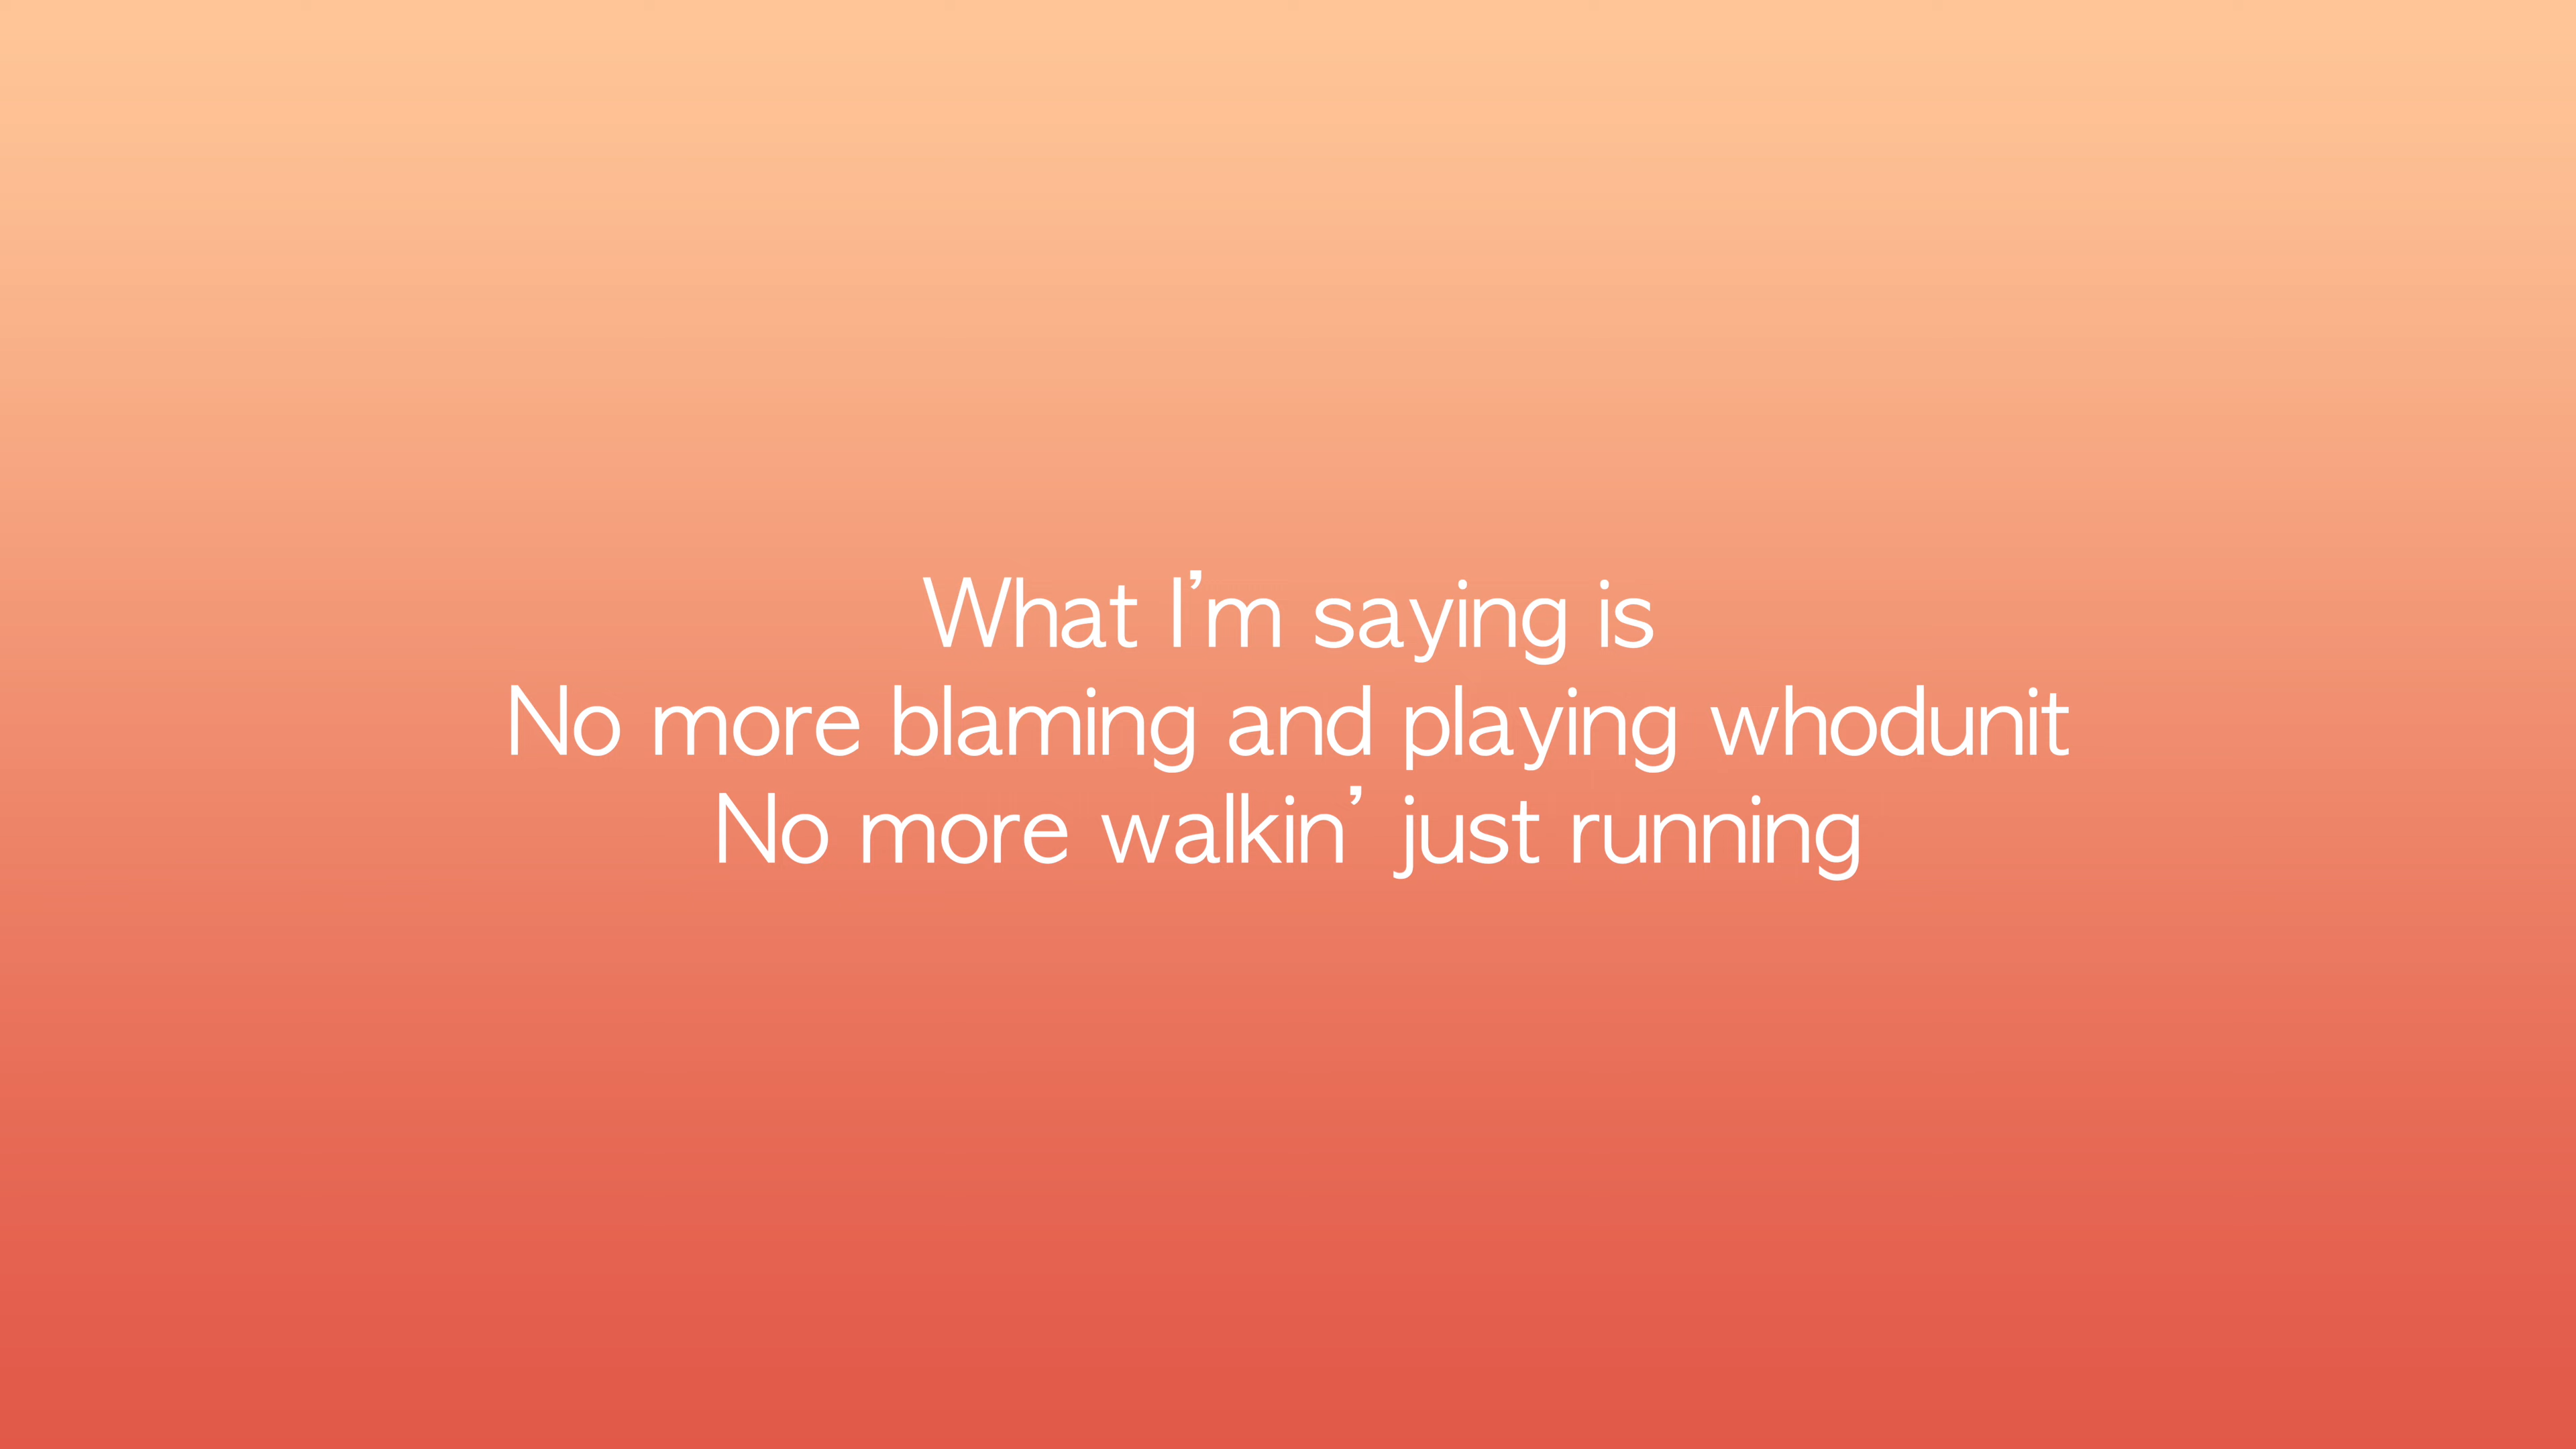 What I’m saying is
No more blaming and playing whodunit
No more walkin’ just running